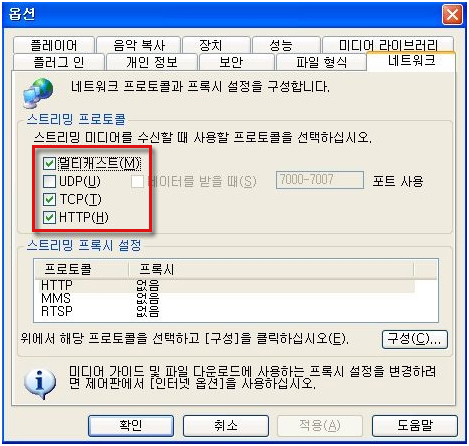 옵션
플레이어 음악 복사 장치 성능 미디어 라이브러리
플러그 인 개인 정보 보안 파일 형식 네트워크
네트워크 프로토콜과 프록시 설정을 구성합니다.
스트리밍 프로토콜
스트리밍 미디어를 수신할 때 사용할 프로토콜을 선택하십시오.
멀티캐스트(M)
UDP(U) 데이터를 받을 때(S) 7000-7007 포트 사용
TCP(T)
HTTP(H)
스트리밍 프록시 설정
프로토콜 프록시
HTTP 없음
MMS 없음
RTSP 없음
위에서 해당 프로토콜을 선택하고 [구성]을 클릭하십시오(E). 구성(C)...
미디어 가이드 및 파일 다운로드에 사용하는 프록시 설정을 변경하려
면 제어판에서 [인터넷 옵션]을 사용하십시오.
확인 취소 적용(A) 도움말